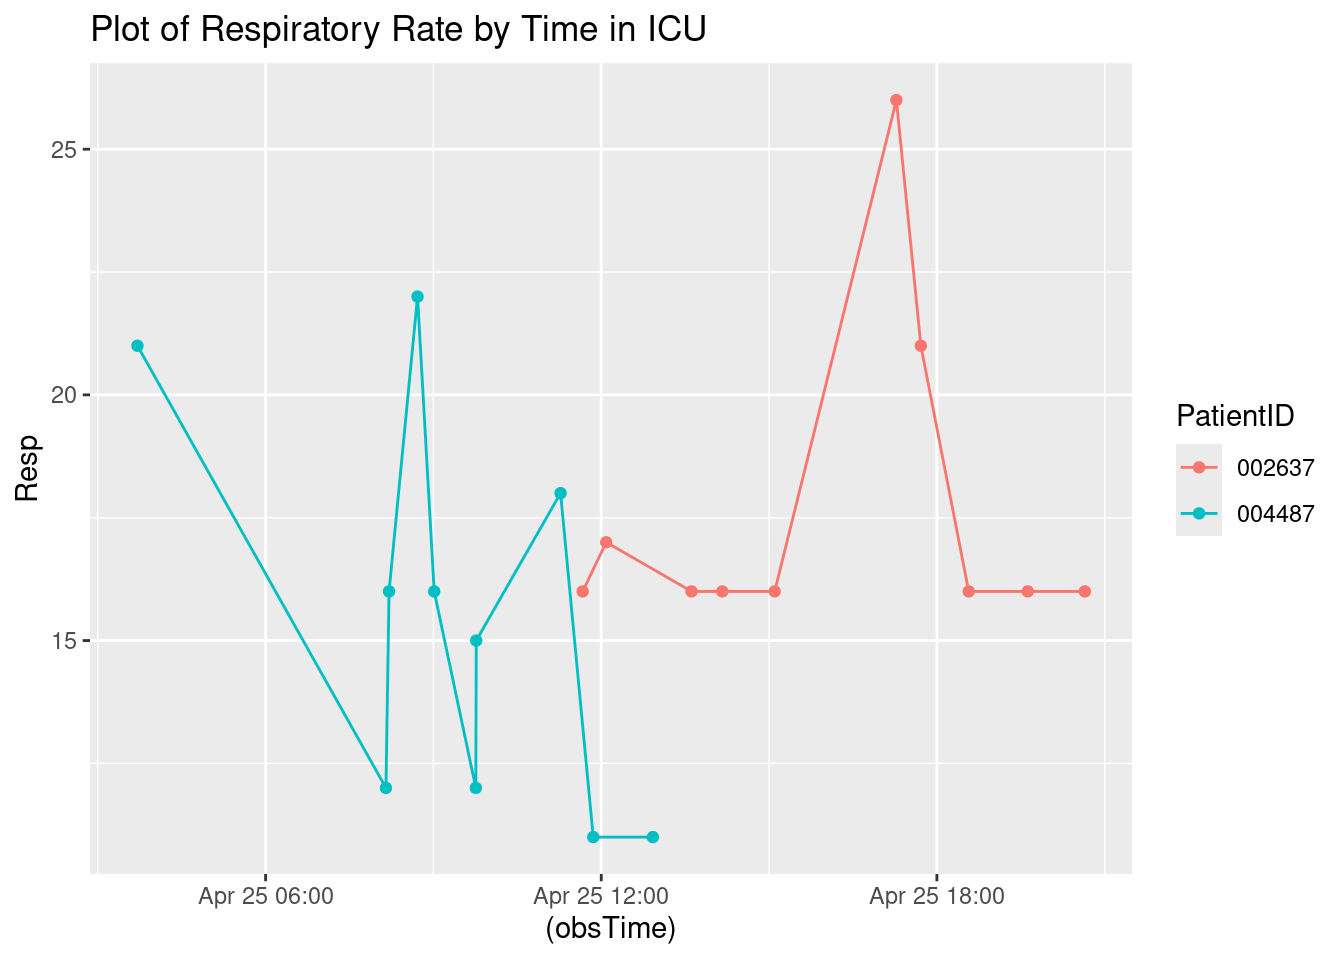 Plot of Respiratory Rate by Time in ICU
25
20
15
Resp
Apr 25 06:00
Apr 25 12:00
Apr 25 18:00
(obsTime)
PatientID
002637
004487